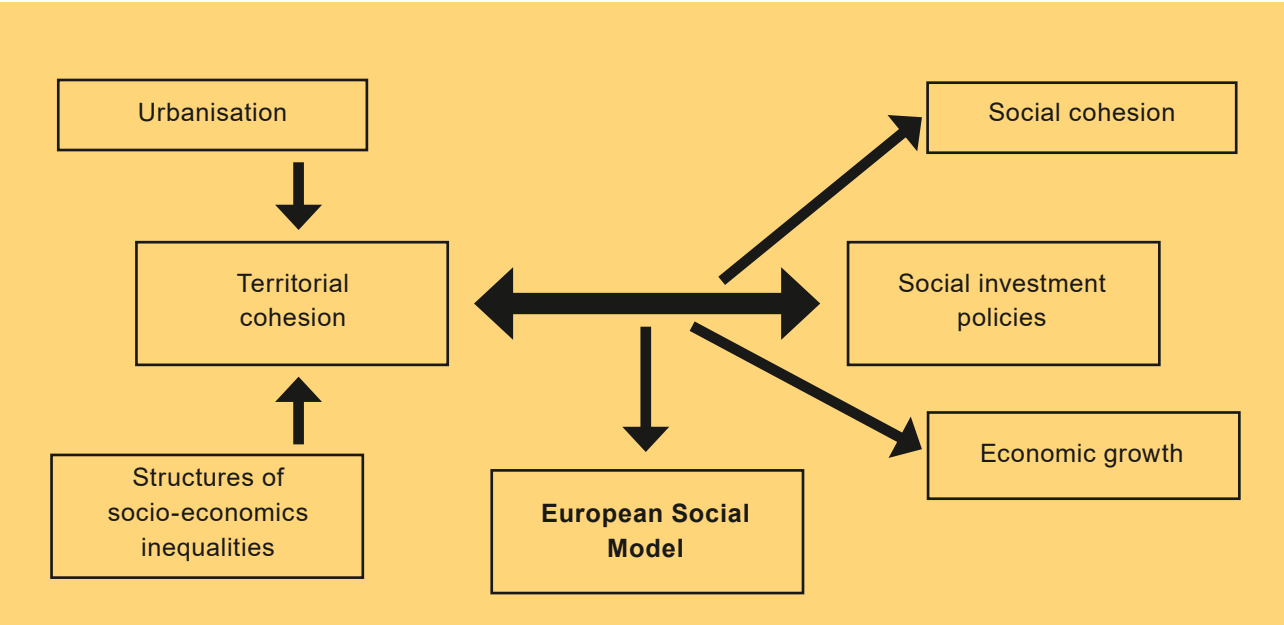 Urbanisation
Social cohesion
Territorial
cohesion
Social investment
policies
Structures of
socio-economics
inequalities
Economic growth
European Social
Model